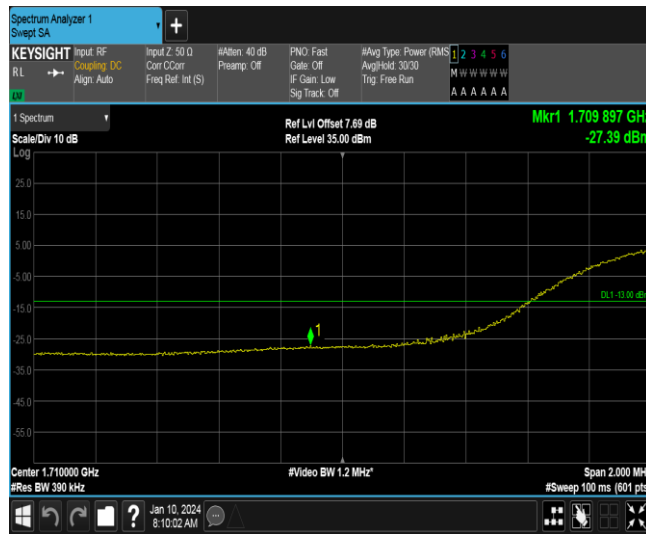 Spectrum Analyzer 1
Swept SA
KEYSIGHT
RL
Input: RF
Coupling: DC
Align: Auto
Input Z: 50 Ω
Corr CCorr
Freq Ref: Int (S)
#Atten: 40 dB
Preamp: Off
PNO: Fast
Gate: Off
IF Gain: Low
Sig Track: Off
#Avg Type: Power (RMS
Avg|Hold: 30/30
Trig: Free Run
1 2 3 4 5 6
M W W W W W
A A A A A A
1 Spectrum
Scale/Div 10 dB
Ref Lvl Offset 7.69 dB
Ref Level 35.00 dBm
Mkr1 1.709 897 GHz
-27.39 dBm
Log
25.0
15.0
5.00
-5.00
-15.0
-25.0
-35.0
-45.0
-55.0
1
DL1 -13.00 dBm
Center 1.710000 GHz
#Res BW 390 kHz
#Video BW 1.2 MHz*
Span 2.000 MH
#Sweep 100 ms (601 pts
Jan 10, 2024
8:10:02 AM